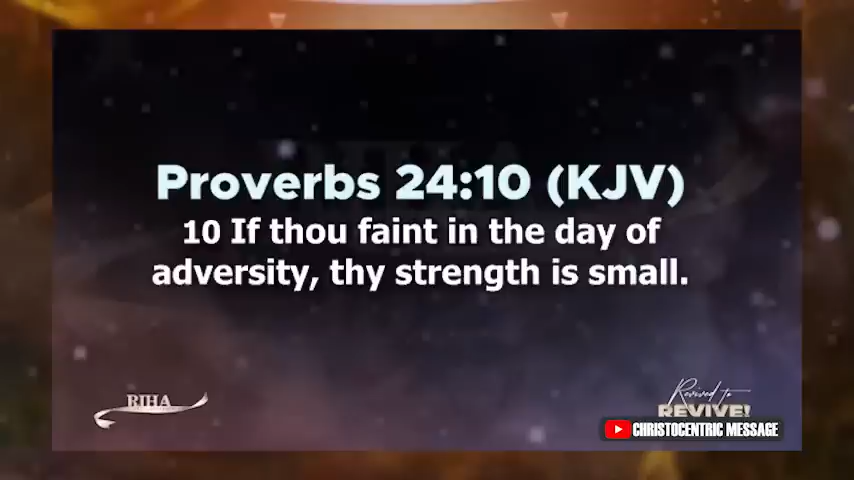 Proverbs 24:10 (KJV)
10 If thou faint in the day of
adversity, thy strength is small.
RIHA
Revived to
REVIVE!
CHRISTOCENTRIC MESSAGE